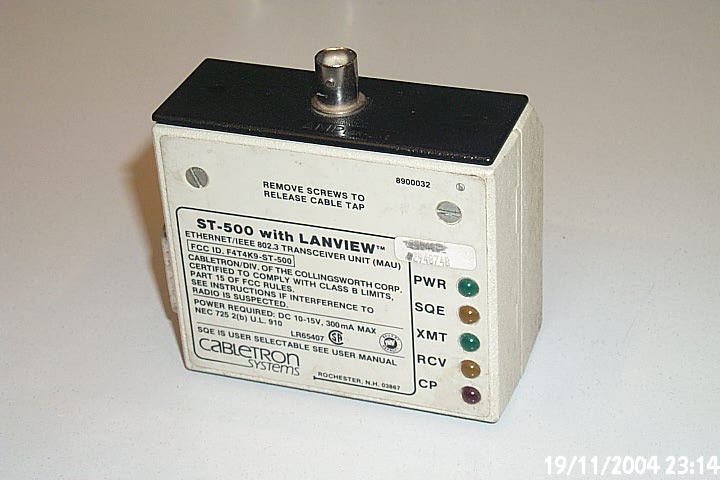 8900032
REMOVE SCREWS TO
RELEASE CABLE TAP
ST-500 with LANVIEW™
ETHERNET/IEEE 802.3 TRANSCEIVER UNIT (MAU)
FCC ID. F4T4K9-ST-500
CABLETRON/DIV. OF THE COLLINGSWORTH CORP.
CERTIFIED TO COMPLY WITH CLASS B LIMITS,
PART 15 OF FCC RULES.
SEE INSTRUCTIONS IF INTERFERENCE TO
RADIO IS SUSPECTED.
POWER REQUIRED: DC 10-15V, 300mA MAX
NEC 725 2(b) U.L. 910
LR65407
SQE IS USER SELECTABLE SEE USER MANUAL
CABLETRON
SYSTEMS
ROCHESTER, N.H. 03867
PWR
SQE
XMT
RCV
CP
19/11/2004 23:14